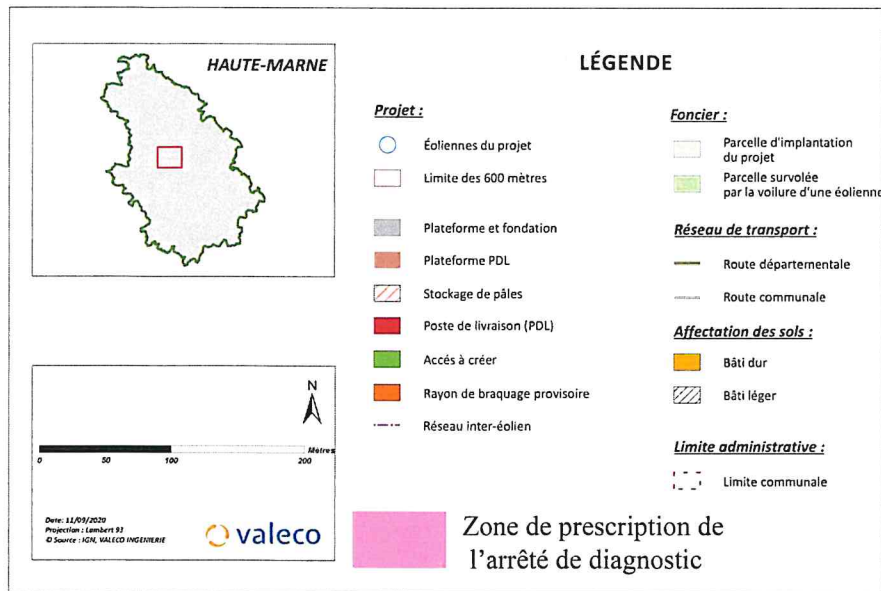 HAUTE-MARNE
LÉGENDE
Projet :
Éoliennes du projet
Limite des 600 mètres
Plateforme et fondation
Plateforme PDL
Stockage de pâles
Poste de livraison (PDL)
Accés à créer
Rayon de braquage provisoire
Réseau inter-éolien
Foncier :
Parcelle d'implantation
du projet
Parcelle survolée
par la voilure d'une éolienne
Réseau de transport :
Route départementale
Route communale
Affectation des sols :
Bâti dur
Bâti léger
Limite administrative :
Limite communale
N
Mètres
0 50 100 200
Date: 11/09/2020
Projection : Lambert 93
© Source : IGN, VALECO INGENIERIE
valeco
Zone de prescription de
l'arrêté de diagnostic